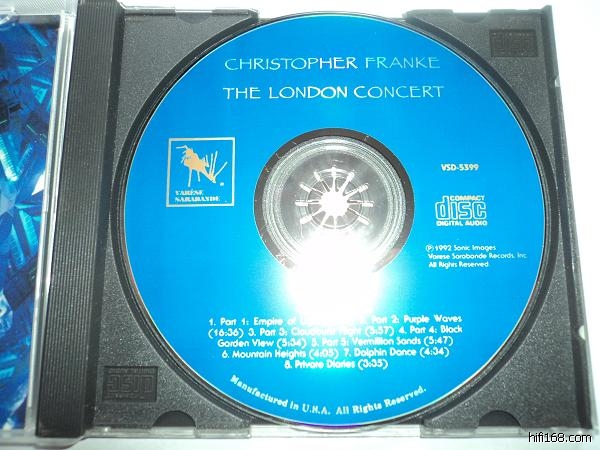 CHRISTOPHER FRANKE
THE LONDON CONCERT
VARÈSE
SARABANDE
®
VSD-5399
COMPACT
disc
DIGITAL AUDIO
℗ 1992 Sonic Images
Varese Sarabande Records, Inc.
All Rights Reserved.
1. Part 1: Empire of Part 2: Purple Waves
(16:36) 3. Part 3: Cloudburst Flight (5:57) 4. Part 4: Black
Garden View (5:34) 5. Part 5: Vermillion Sands (5:47)
6. Mountain Heights (4:05) 7. Dolphin Dance (4:34)
8. Private Diaries (3:35)
Manufactured in U.S.A. All Rights Reserved.
hifi168.com